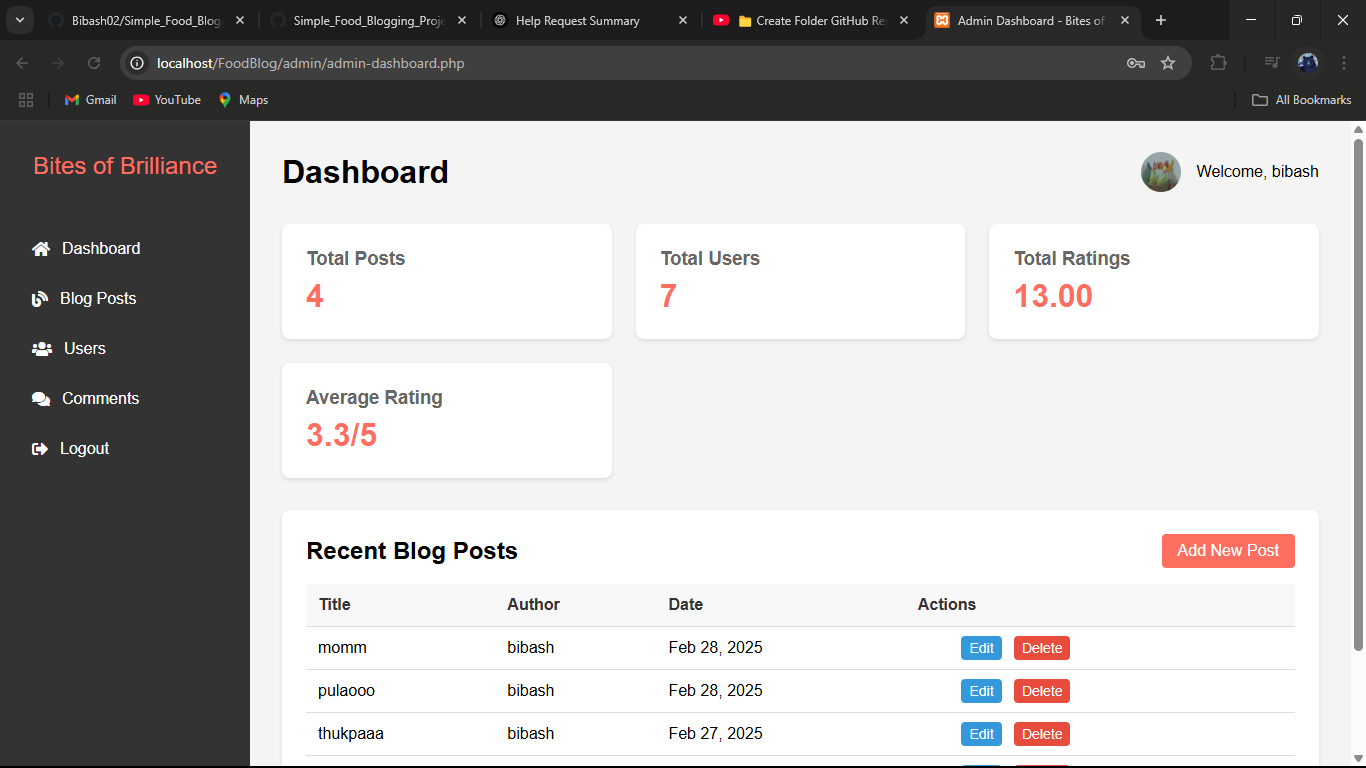 Bibash02/Simple_Food_Blog
Simple_Food_Blogging_Proje
Help Request Summary
Create Folder GitHub Re
Admin Dashboard - Bites of
localhost/FoodBlog/admin/admin-dashboard.php
Gmail
YouTube
Maps
All Bookmarks
Bites of Brilliance
Dashboard
Blog Posts
Users
Comments
Logout
Dashboard
Welcome, bibash
Total Posts
4
Total Users
7
Total Ratings
13.00
Average Rating
3.3/5
Recent Blog Posts
Add New Post
Title Author Date Actions
momm bibash Feb 28, 2025 Edit Delete
pulaooo bibash Feb 28, 2025 Edit Delete
thukpaaa bibash Feb 27, 2025 Edit Delete